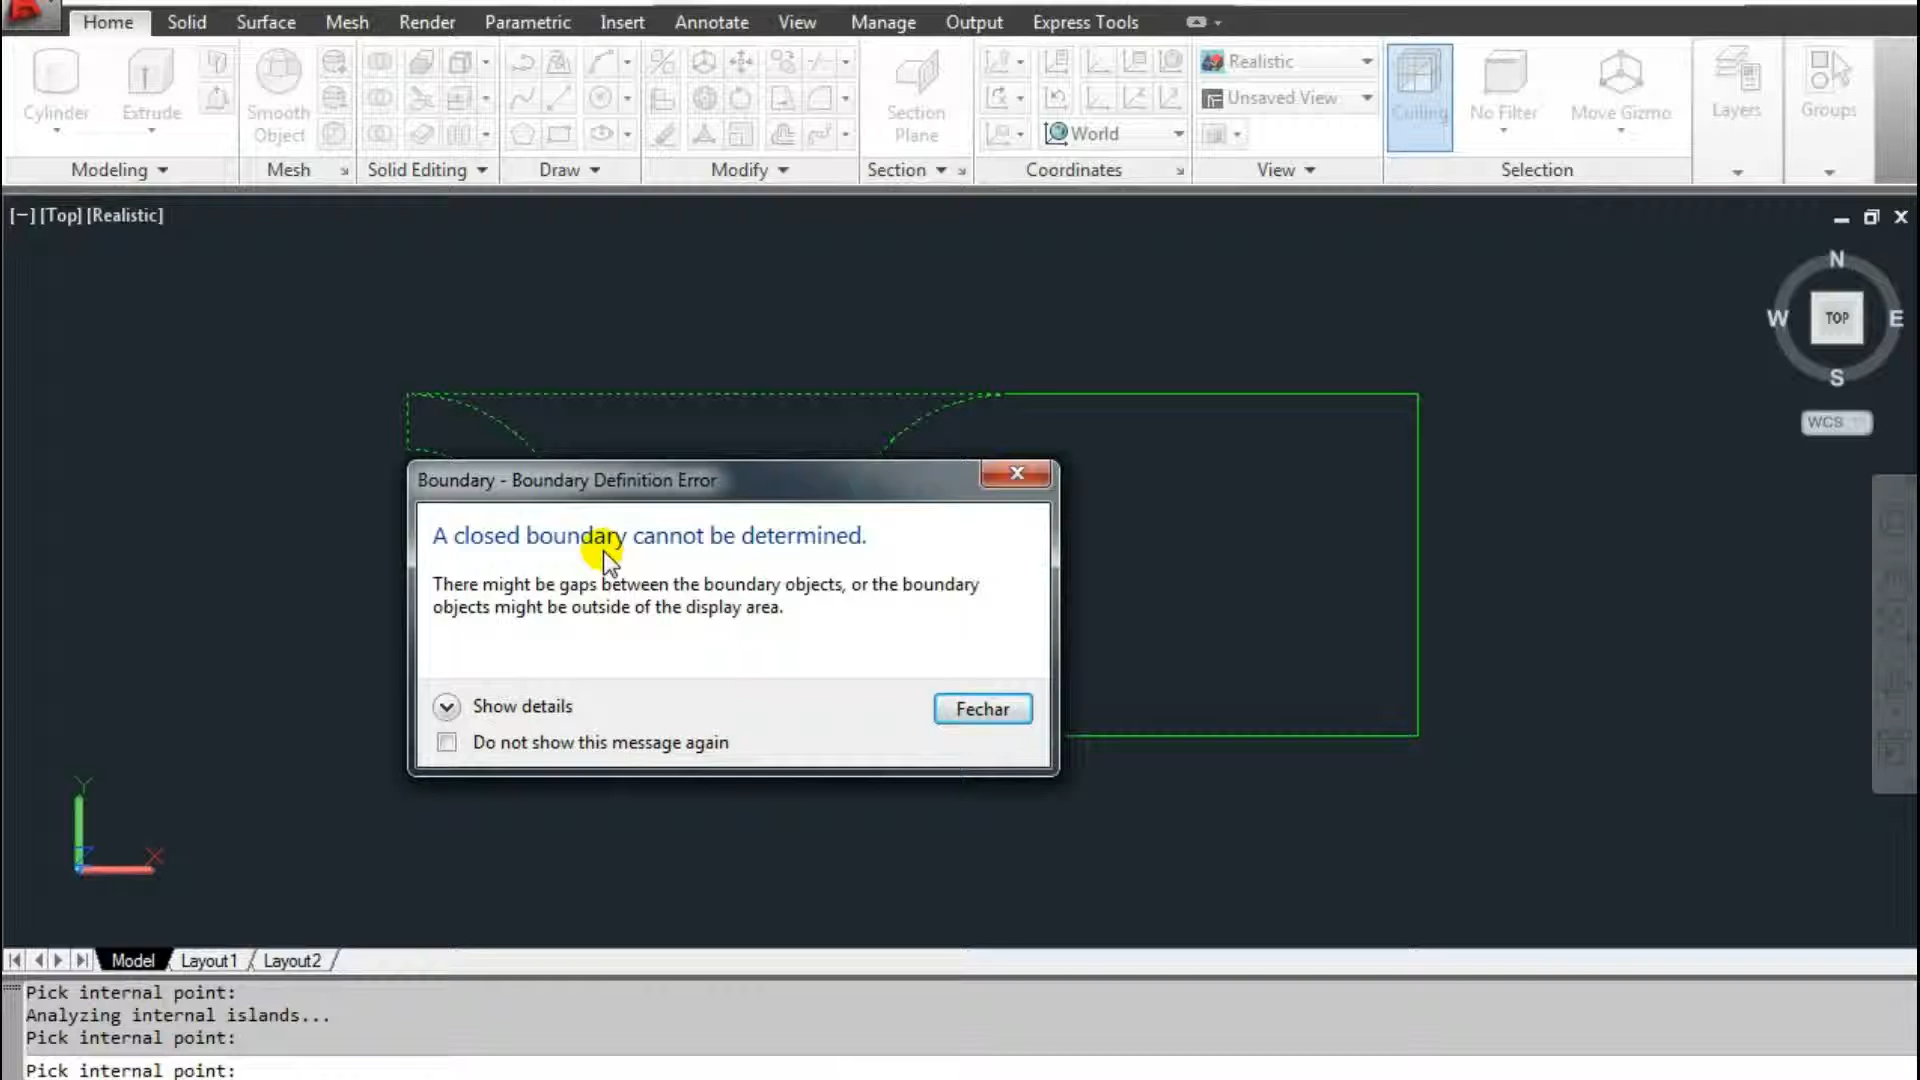 Home Solid Surface Mesh Render Parametric Insert Annotate View Manage Output Express Tools
Cylinder
Extrude
Smooth
Object
Section
Plane
World
Realistic
Unsaved View
Culling
No Filter
Move Gizmo
Layers
Groups
Modeling Mesh Solid Editing Draw Modify Section Coordinates View Selection
[−] [Top] [Realistic]
N
W TOP E
S
WCS
Boundary - Boundary Definition Error
A closed boundary cannot be determined.
There might be gaps between the boundary objects, or the boundary
objects might be outside of the display area.
Show details
Fechar
Do not show this message again
Y
Z
X
Model Layout1 Layout2
Pick internal point:
Analyzing internal islands...
Pick internal point:
Pick internal point: